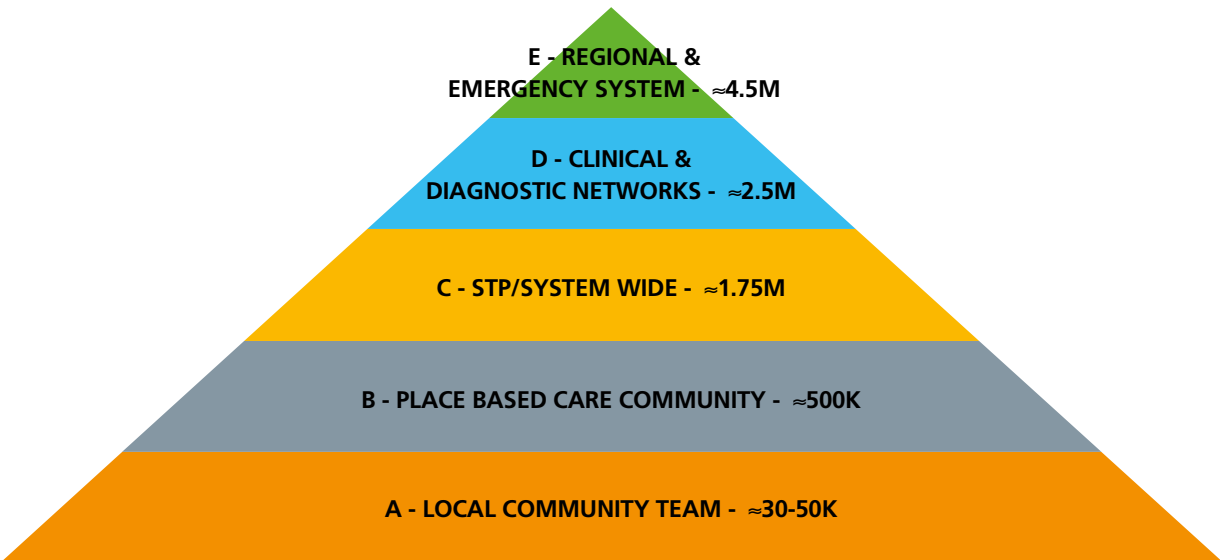 E - REGIONAL &
EMERGENCY SYSTEM - ≈4.5M
D - CLINICAL &
DIAGNOSTIC NETWORKS - ≈2.5M
C - STP/SYSTEM WIDE - ≈1.75M
B - PLACE BASED CARE COMMUNITY - ≈500K
A - LOCAL COMMUNITY TEAM - ≈30-50K